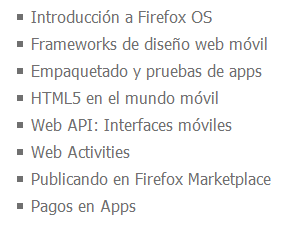 Introducción a Firefox OS
Frameworks de diseño web móvil
Empaquetado y pruebas de apps
HTML5 en el mundo móvil
Web API: Interfaces móviles
Web Activities
Publicando en Firefox Marketplace
Pagos en Apps